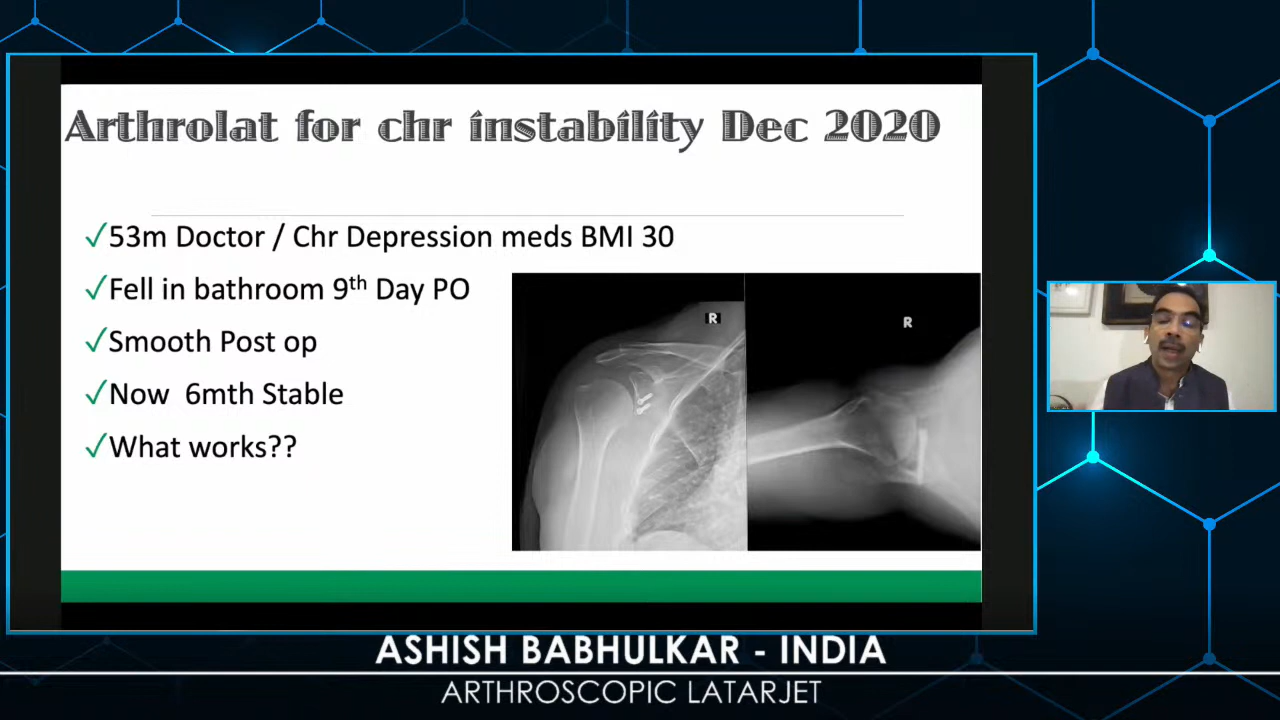 Arthrolat for chr instability Dec 2020
✓53m Doctor / Chr Depression meds BMI 30
✓Fell in bathroom 9th Day PO
✓Smooth Post op
✓Now 6mth Stable
✓What works??
R
R
ASHISH BABHULKAR - INDIA
ARTHROSCOPIC LATARJET